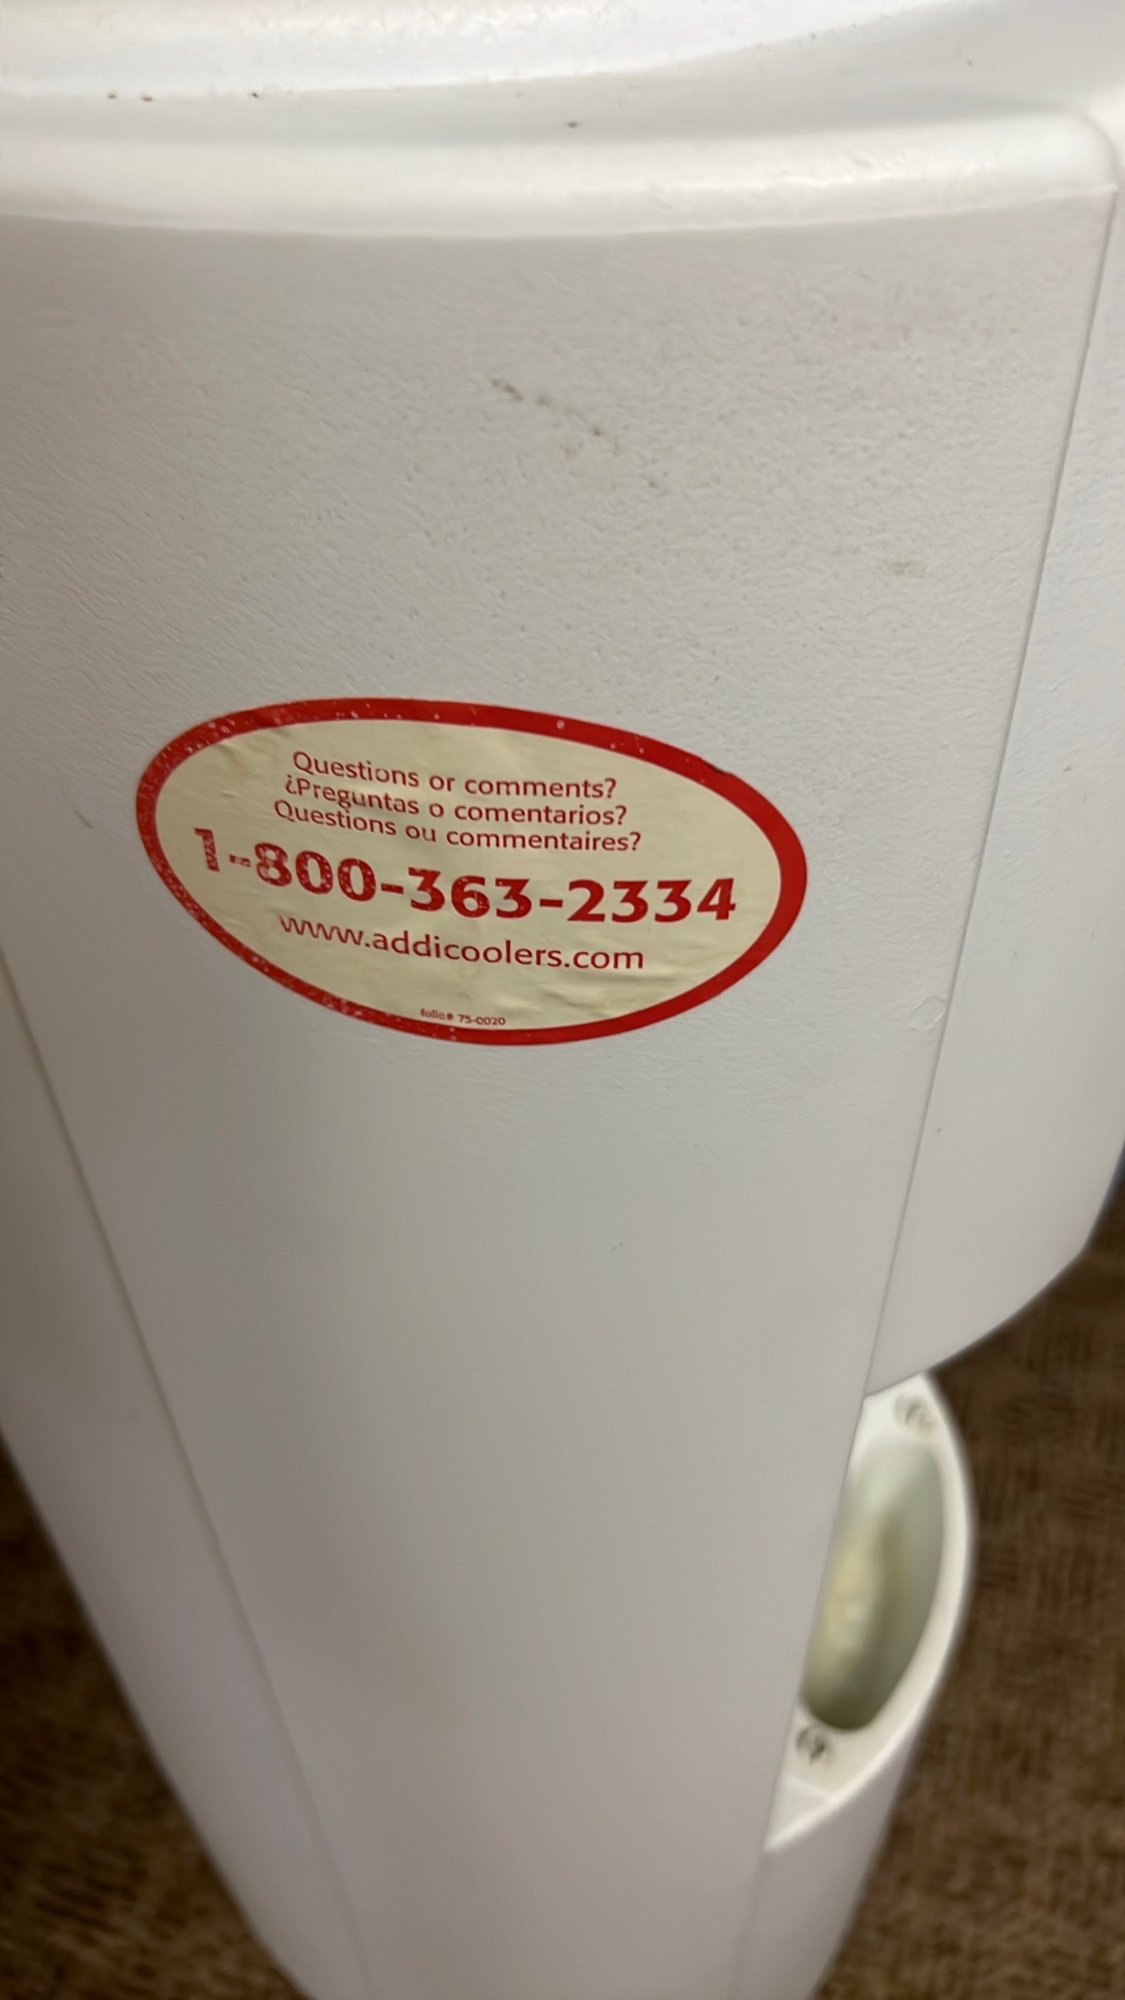 Questions or comments?
¿Preguntas o comentarios?
Questions ou commentaires?
1-800-363-2334
www.addicoolers.com
folio# 75-0020